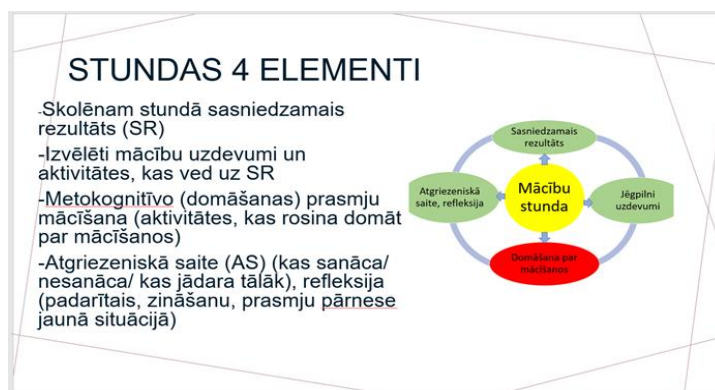 STUNDAS 4 ELEMENTI
-Skolēnam stundā sasniedzamais
rezultāts (SR)
-Izvēlēti mācību uzdevumi un
aktivitātes, kas ved uz SR
-Metokognitīvo (domāšanas) prasmju
mācīšana (aktivitātes, kas rosina domāt
par mācīšanos)
-Atgriezeniskā saite (AS) (kas sanāca/
nesanāca/ kas jādara tālāk), refleksija
(padarītais, zināšanu, prasmju pārnese
jaunā situācijā)
Sasniedzamais
rezultāts
Atgriezeniskā
saite, refleksija
Mācību
stunda
Jēgpilni
uzdevumi
Domāšana par
mācīšanos